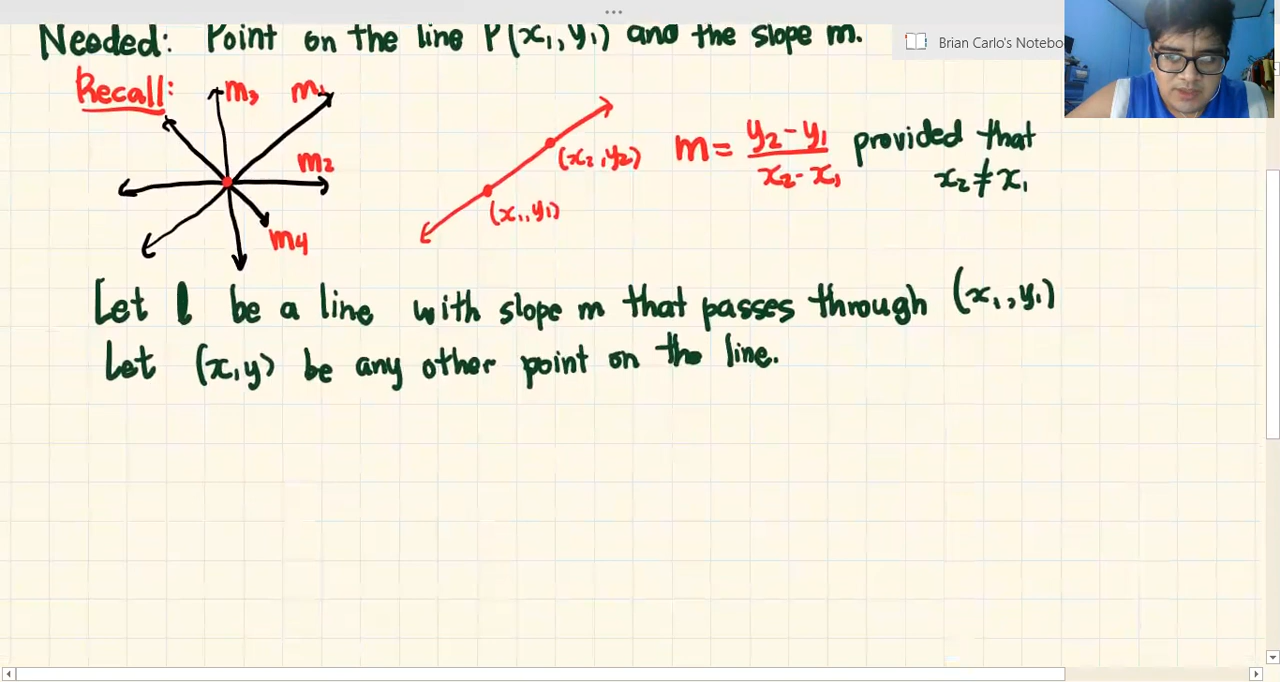 Needed: Point on the line P(x₁, y₁) and the slope m.
Brian Carlo's Notebo
Recall:
m₃ m₁
m₂
m₄
(x₂, y₂)
(x₁, y₁)
m = (y₂ - y₁)/(x₂ - x₁) provided that
x₂ ≠ x₁
Let l be a line with slope m that passes through (x₁, y₁)
Let (x, y) be any other point on the line.